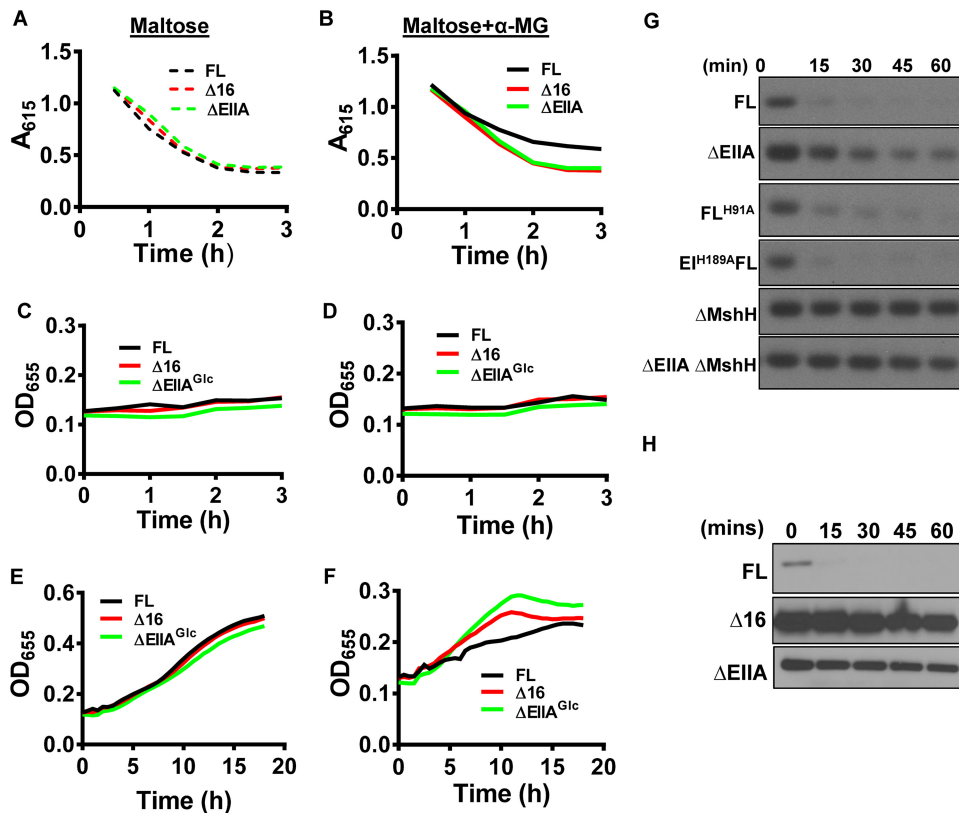 A
Maltose
1.5
1.0
0.5
0.0
A615
FL
Δ16
ΔEIIA
0 1 2 3
Time (h)
B
Maltose+α-MG
1.5
1.0
0.5
0.0
A615
FL
Δ16
ΔEIIA
0 1 2 3
Time (h)
C
0.3
0.2
0.1
0.0
OD655
FL
Δ16
ΔEIIAGlc
0 1 2 3
Time (h)
D
0.3
0.2
0.1
0.0
OD655
FL
Δ16
ΔEIIAGlc
0 1 2 3
Time (h)
E
0.6
0.4
0.2
0.0
OD655
FL
Δ16
ΔEIIAGlc
0 5 10 15 20
Time (h)
F
0.3
0.2
0.1
0.0
OD655
FL
Δ16
ΔEIIAGlc
0 5 10 15 20
Time (h)
G
(min) 0 15 30 45 60
FL
ΔEIIA
FLH91A
EIH189AFL
ΔMshH
ΔEIIA ΔMshH
H
(mins) 0 15 30 45 60
FL
Δ16
ΔEIIA